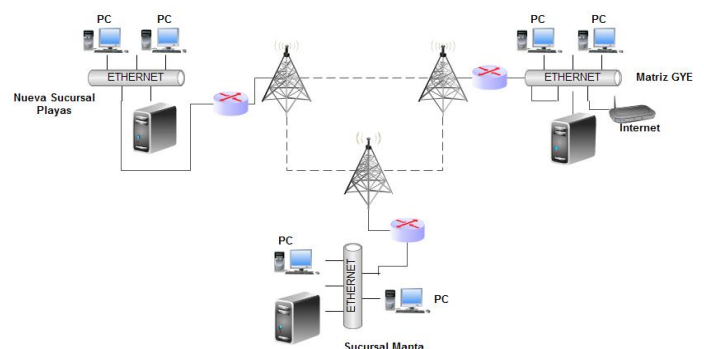 PC
PC
ETHERNET
Nueva Sucursal
Playas
PC
PC
ETHERNET
Matriz GYE
Internet
PC
ETHERNET
PC
Sucursal Manta